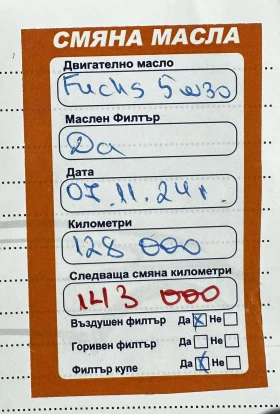 СМЯНА МАСЛА
Двигателно масло
Fuchs 5w30
Маслен Филтър
Да
Дата
07.11.24г.
Километри
128 000
Следваща смяна километри
143 000
Въздушен филтър Да ☒ Не ☐
Горивен филтър Да ☐ Не ☐
Филтър купе Да ☒ Не ☐